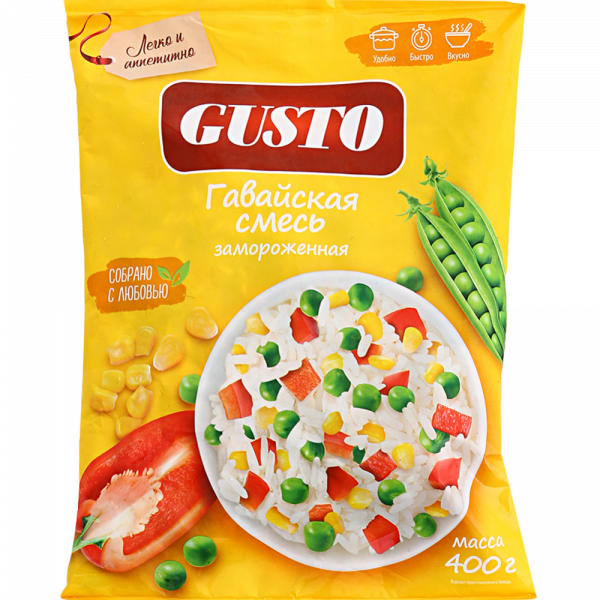 Легко и
аппетитно
Удобно Быстро Вкусно
GUSTO
Гавайская
смесь
замороженная
СОБРАНО
С ЛЮБОВЬЮ
масса
400 г